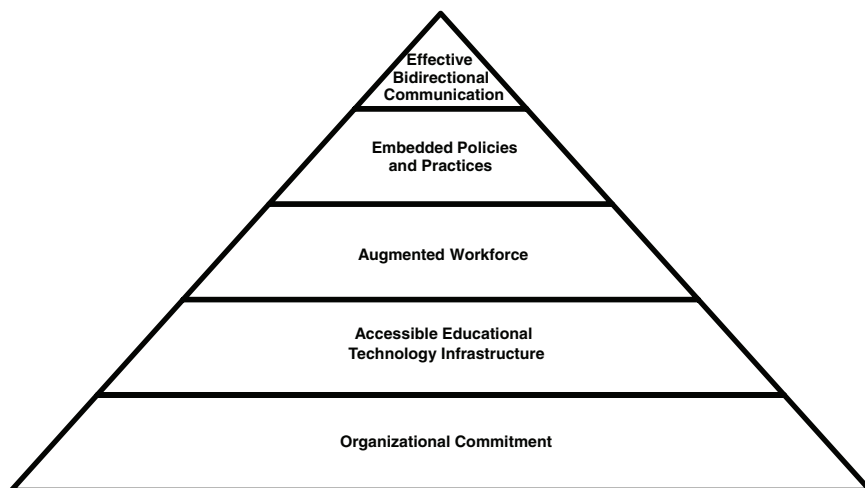 Effective
Bidirectional
Communication
Embedded Policies
and Practices
Augmented Workforce
Accessible Educational
Technology Infrastructure
Organizational Commitment